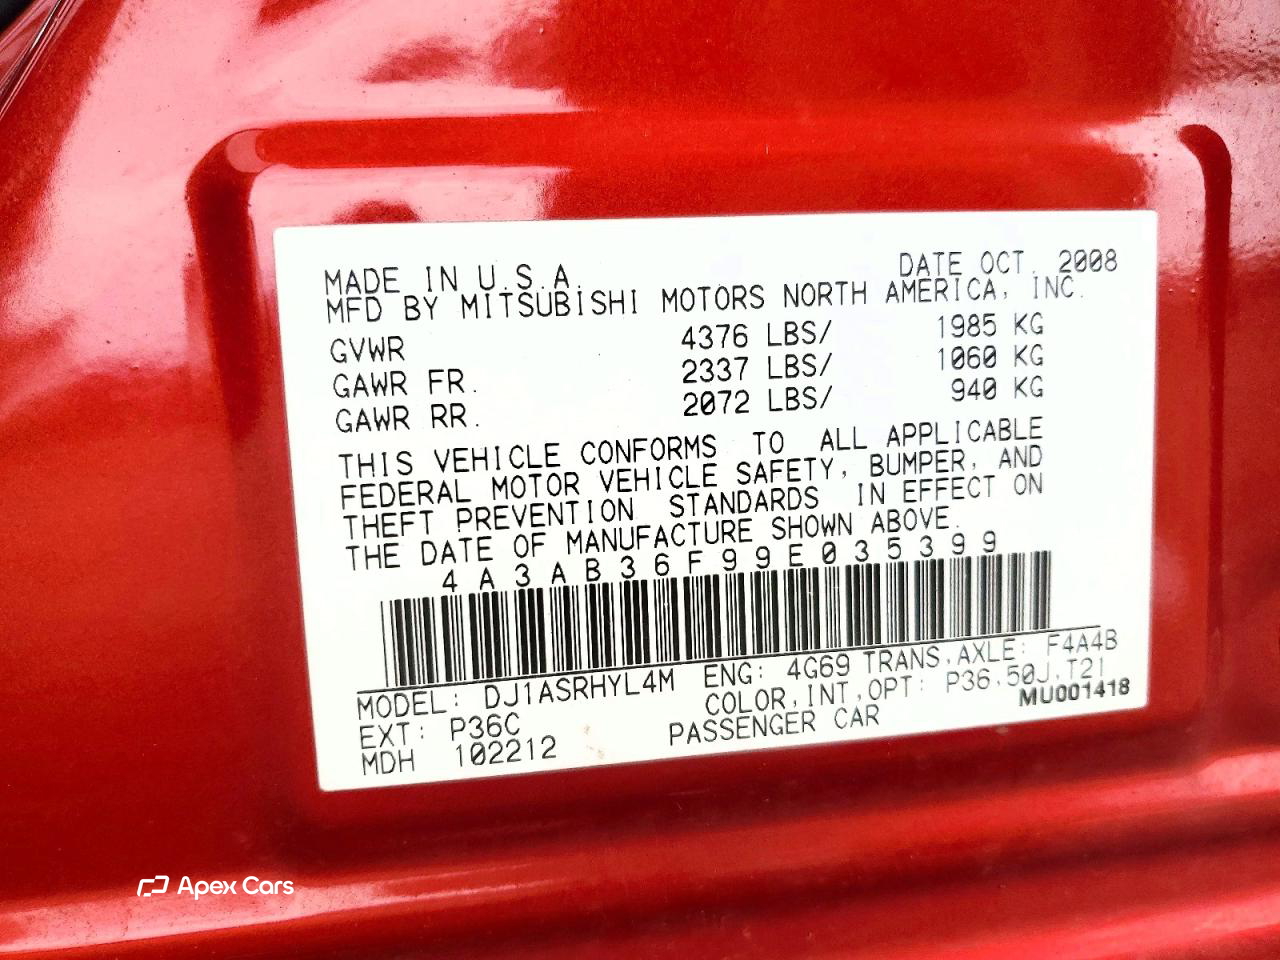 MADE IN U.S.A. DATE OCT. 2008
MFD BY MITSUBISHI MOTORS NORTH AMERICA, INC.
GVWR 4376 LBS/ 1985 KG
GAWR FR. 2337 LBS/ 1060 KG
GAWR RR. 2072 LBS/ 940 KG
THIS VEHICLE CONFORMS TO ALL APPLICABLE
FEDERAL MOTOR VEHICLE SAFETY, BUMPER, AND
THEFT PREVENTION STANDARDS IN EFFECT ON
THE DATE OF MANUFACTURE SHOWN ABOVE.
4A3AB36F99E035399
MODEL: DJ1ASRHYL4M ENG: 4G69 TRANS,AXLE: F4A4B
EXT: P36C COLOR,INT,OPT: P36,50J,T21
MDH 102212 PASSENGER CAR MU001418
Apex Cars